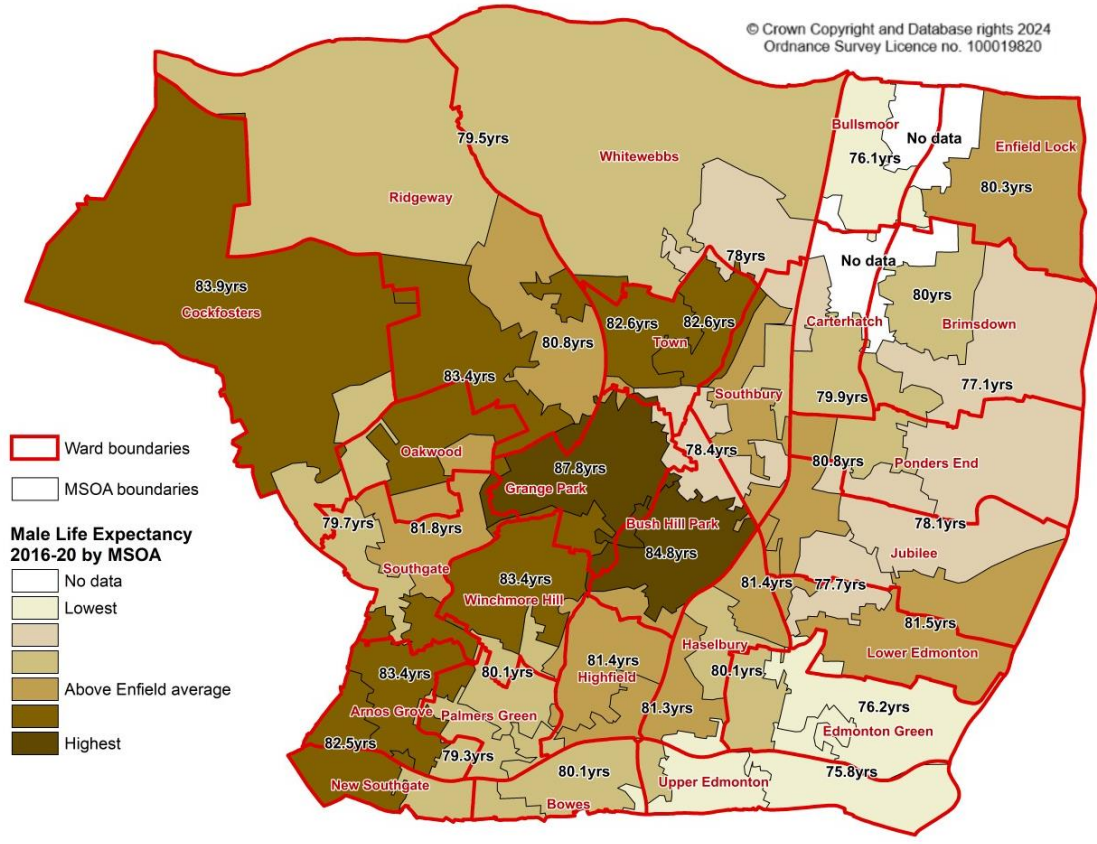 © Crown Copyright and Database rights 2024
Ordnance Survey Licence no. 100019820
Bullsmoor
No data
79.5yrs
Whitewebbs
76.1yrs
Enfield Lock
80.3yrs
Ridgeway
78yrs
No data
83.9yrs
Cockfosters
80yrs
82.6yrs
82.6yrs
Carterhatch
Brimsdown
80.8yrs
Town
83.4yrs
77.1yrs
Southbury
79.9yrs
Ward boundaries
Oakwood
78.4yrs
80.8yrs
Ponders End
87.8yrs
MSOA boundaries
Grange Park
79.7yrs
81.8yrs
Bush Hill Park
78.1yrs
Male Life Expectancy
2016-20 by MSOA
84.8yrs
Jubilee
No data
Southgate
83.4yrs
81.4yrs
77.7yrs
Lowest
Winchmore Hill
81.5yrs
Haselbury
Lower Edmonton
81.4yrs
83.4yrs
80.1yrs
80.1yrs
Highfield
Above Enfield average
81.3yrs
76.2yrs
Arnos Grove
Palmers Green
Edmonton Green
Highest
82.5yrs
79.3yrs
80.1yrs
75.8yrs
New Southgate
Upper Edmonton
Bowes